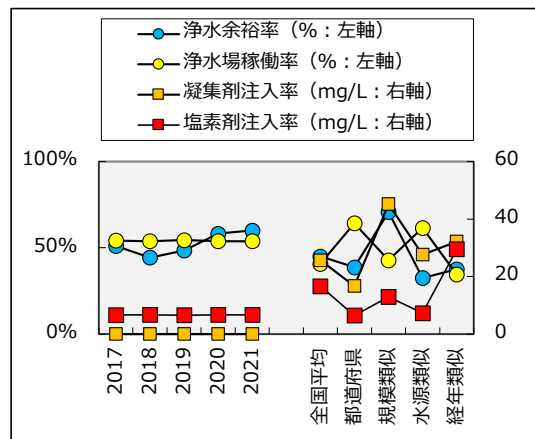 浄水余裕率（%：左軸）
浄水場稼働率（%：左軸）
凝集剤注入率（mg/L：右軸）
塩素剤注入率（mg/L：右軸）
100%
50%
0%
60
40
20
0
2017
2018
2019
2020
2021
全国平均
都道府県
規模類似
水源類似
経年類似